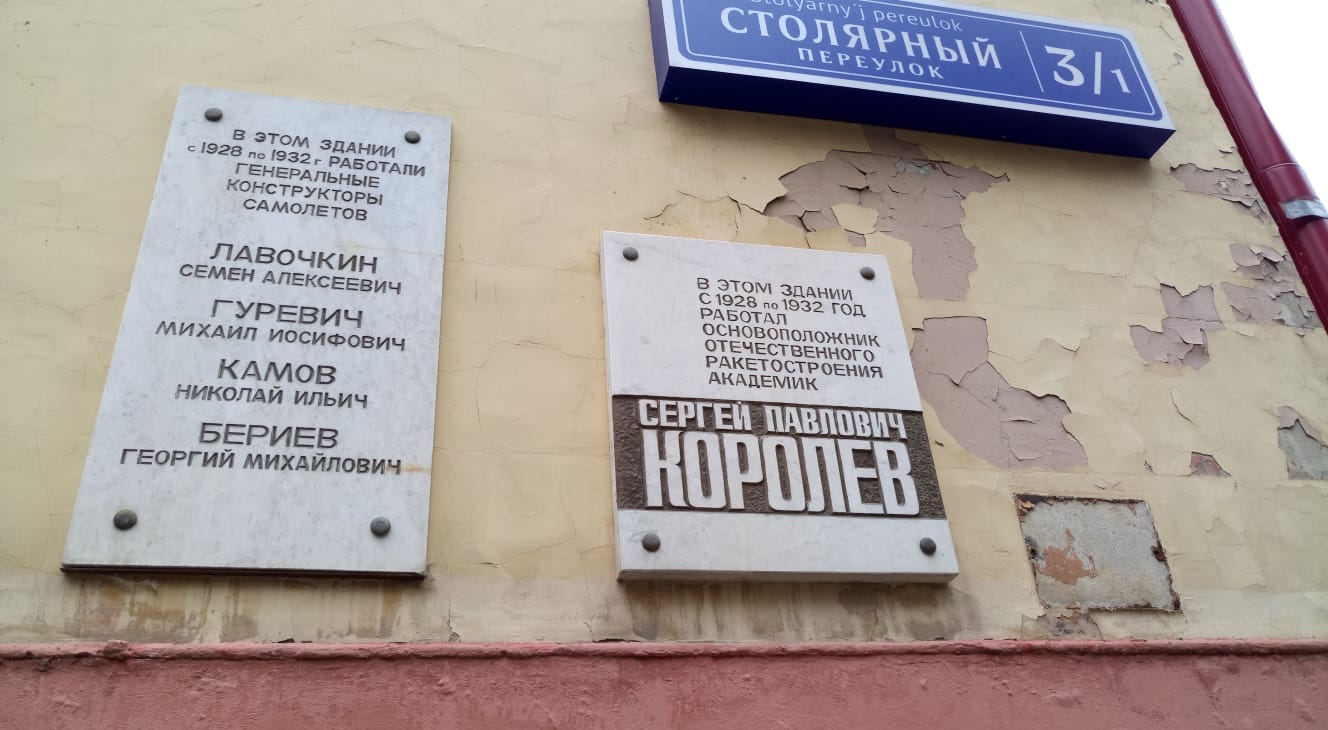 В ЭТОМ ЗДАНИИ
с 1928 по 1932 г РАБОТАЛИ
ГЕНЕРАЛЬНЫЕ
КОНСТРУКТОРЫ
САМОЛЕТОВ
ЛАВОЧКИН
СЕМЕН АЛЕКСЕЕВИЧ
ГУРЕВИЧ
МИХАИЛ ИОСИФОВИЧ
КАМОВ
НИКОЛАЙ ИЛЬИЧ
БЕРИЕВ
ГЕОРГИЙ МИХАЙЛОВИЧ
Stolyarny'j pereulok
СТОЛЯРНЫЙ
ПЕРЕУЛОК
3/1
В ЭТОМ ЗДАНИИ
С 1928 по 1932 ГОД
РАБОТАЛ
ОСНОВОПОЛОЖНИК
ОТЕЧЕСТВЕННОГО
РАКЕТОСТРОЕНИЯ
АКАДЕМИК
СЕРГЕЙ ПАВЛОВИЧ
КОРОЛЕВ